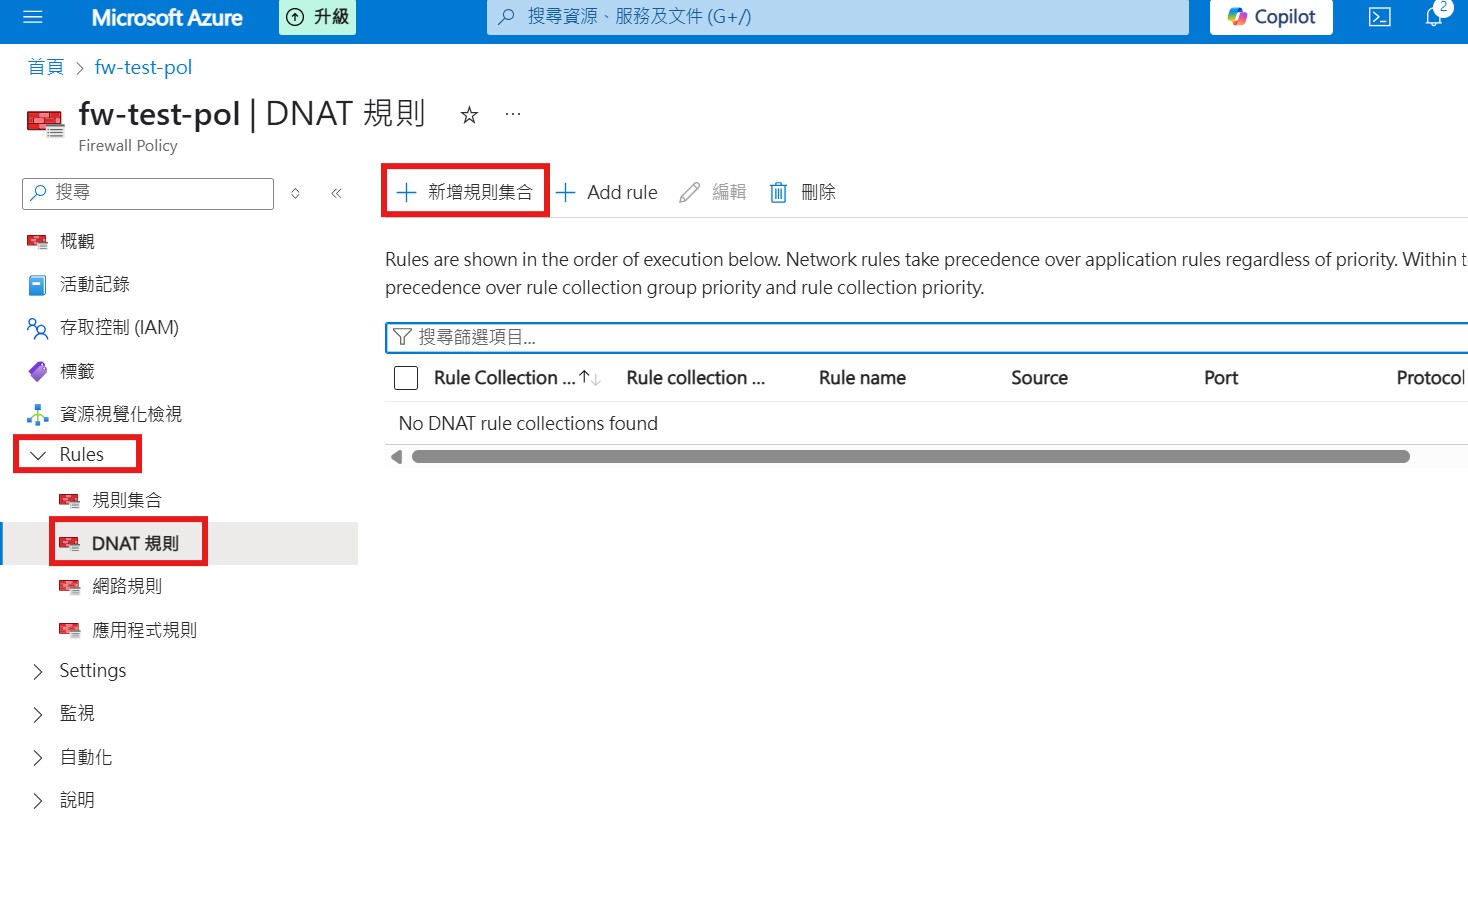 Microsoft Azure
升級
搜尋資源、服務及文件 (G+/)
Copilot
2
首頁 > fw-test-pol
fw-test-pol | DNAT 規則
Firewall Policy
搜尋
概觀
活動記錄
存取控制 (IAM)
標籤
資源視覺化檢視
Rules
規則集合
DNAT 規則
網路規則
應用程式規則
Settings
監視
自動化
說明
新增規則集合 Add rule 編輯 刪除
Rules are shown in the order of execution below. Network rules take precedence over application rules regardless of priority. Within t
precedence over rule collection group priority and rule collection priority.
搜尋篩選項目...
Rule Collection ... Rule collection ... Rule name Source Port Protocol
No DNAT rule collections found